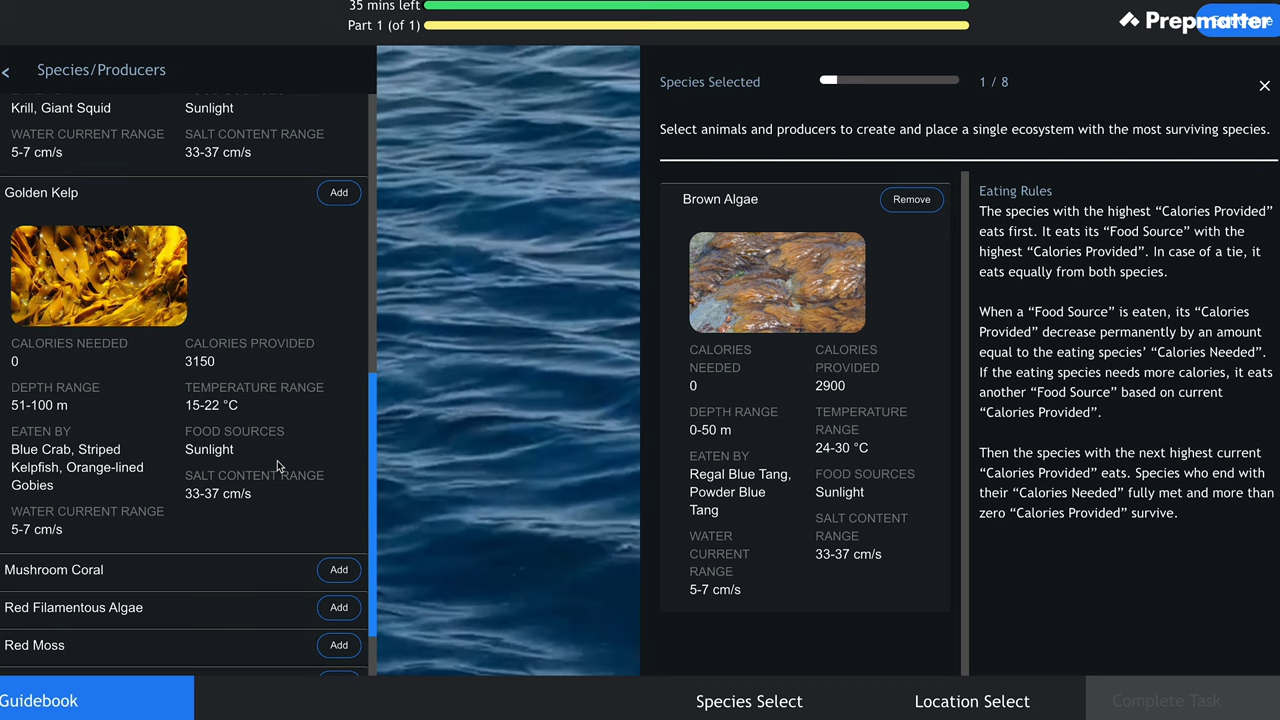 35 mins left
Part 1 (of 1)
Prepmatter
<
Species/Producers
Krill, Giant Squid
Sunlight
WATER CURRENT RANGE
5-7 cm/s
SALT CONTENT RANGE
33-37 cm/s
Golden Kelp
Add
CALORIES NEEDED
0
CALORIES PROVIDED
3150
DEPTH RANGE
51-100 m
TEMPERATURE RANGE
15-22 °C
EATEN BY
Blue Crab, Striped
Kelpfish, Orange-lined
Gobies
FOOD SOURCES
Sunlight
SALT CONTENT RANGE
33-37 cm/s
WATER CURRENT RANGE
5-7 cm/s
Mushroom Coral
Add
Red Filamentous Algae
Add
Red Moss
Add
Species Selected
1 / 8
Select animals and producers to create and place a single ecosystem with the most surviving species.
Brown Algae
Remove
CALORIES
NEEDED
0
CALORIES
PROVIDED
2900
DEPTH RANGE
0-50 m
TEMPERATURE
RANGE
24-30 °C
EATEN BY
Regal Blue Tang,
Powder Blue
Tang
FOOD SOURCES
Sunlight
SALT CONTENT
RANGE
33-37 cm/s
WATER
CURRENT
RANGE
5-7 cm/s
Eating Rules
The species with the highest “Calories Provided”
eats first. It eats its “Food Source” with the
highest “Calories Provided”. In case of a tie, it
eats equally from both species.
When a “Food Source” is eaten, its “Calories
Provided” decrease permanently by an amount
equal to the eating species’ “Calories Needed”.
If the eating species needs more calories, it eats
another “Food Source” based on current
“Calories Provided”.
Then the species with the next highest current
“Calories Provided” eats. Species who end with
their “Calories Needed” fully met and more than
zero “Calories Provided” survive.
Guidebook
Species Select
Location Select
Complete Task